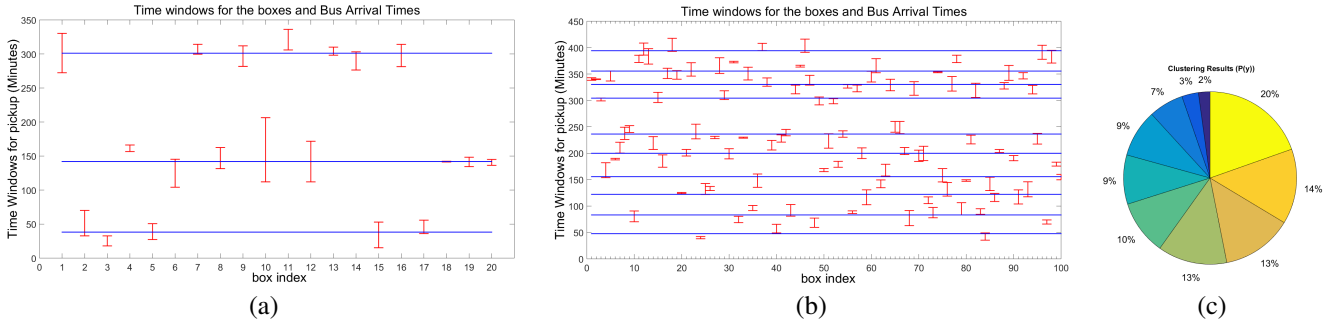 Time windows for the boxes and Bus Arrival Times
Time Windows for pickup (Minutes)
350
300
250
200
150
100
50
0
0 1 2 3 4 5 6 7 8 9 10 11 12 13 14 15 16 17 18 19 20
box index
(a)
Time windows for the boxes and Bus Arrival Times
Time Windows for pickup (Minutes)
450
400
350
300
250
200
150
100
50
0
0 10 20 30 40 50 60 70 80 90 100
box index
(b)
Clustering Results (P(y))
2%
3%
7%
9%
9%
10%
13%
13%
14%
20%
(c)